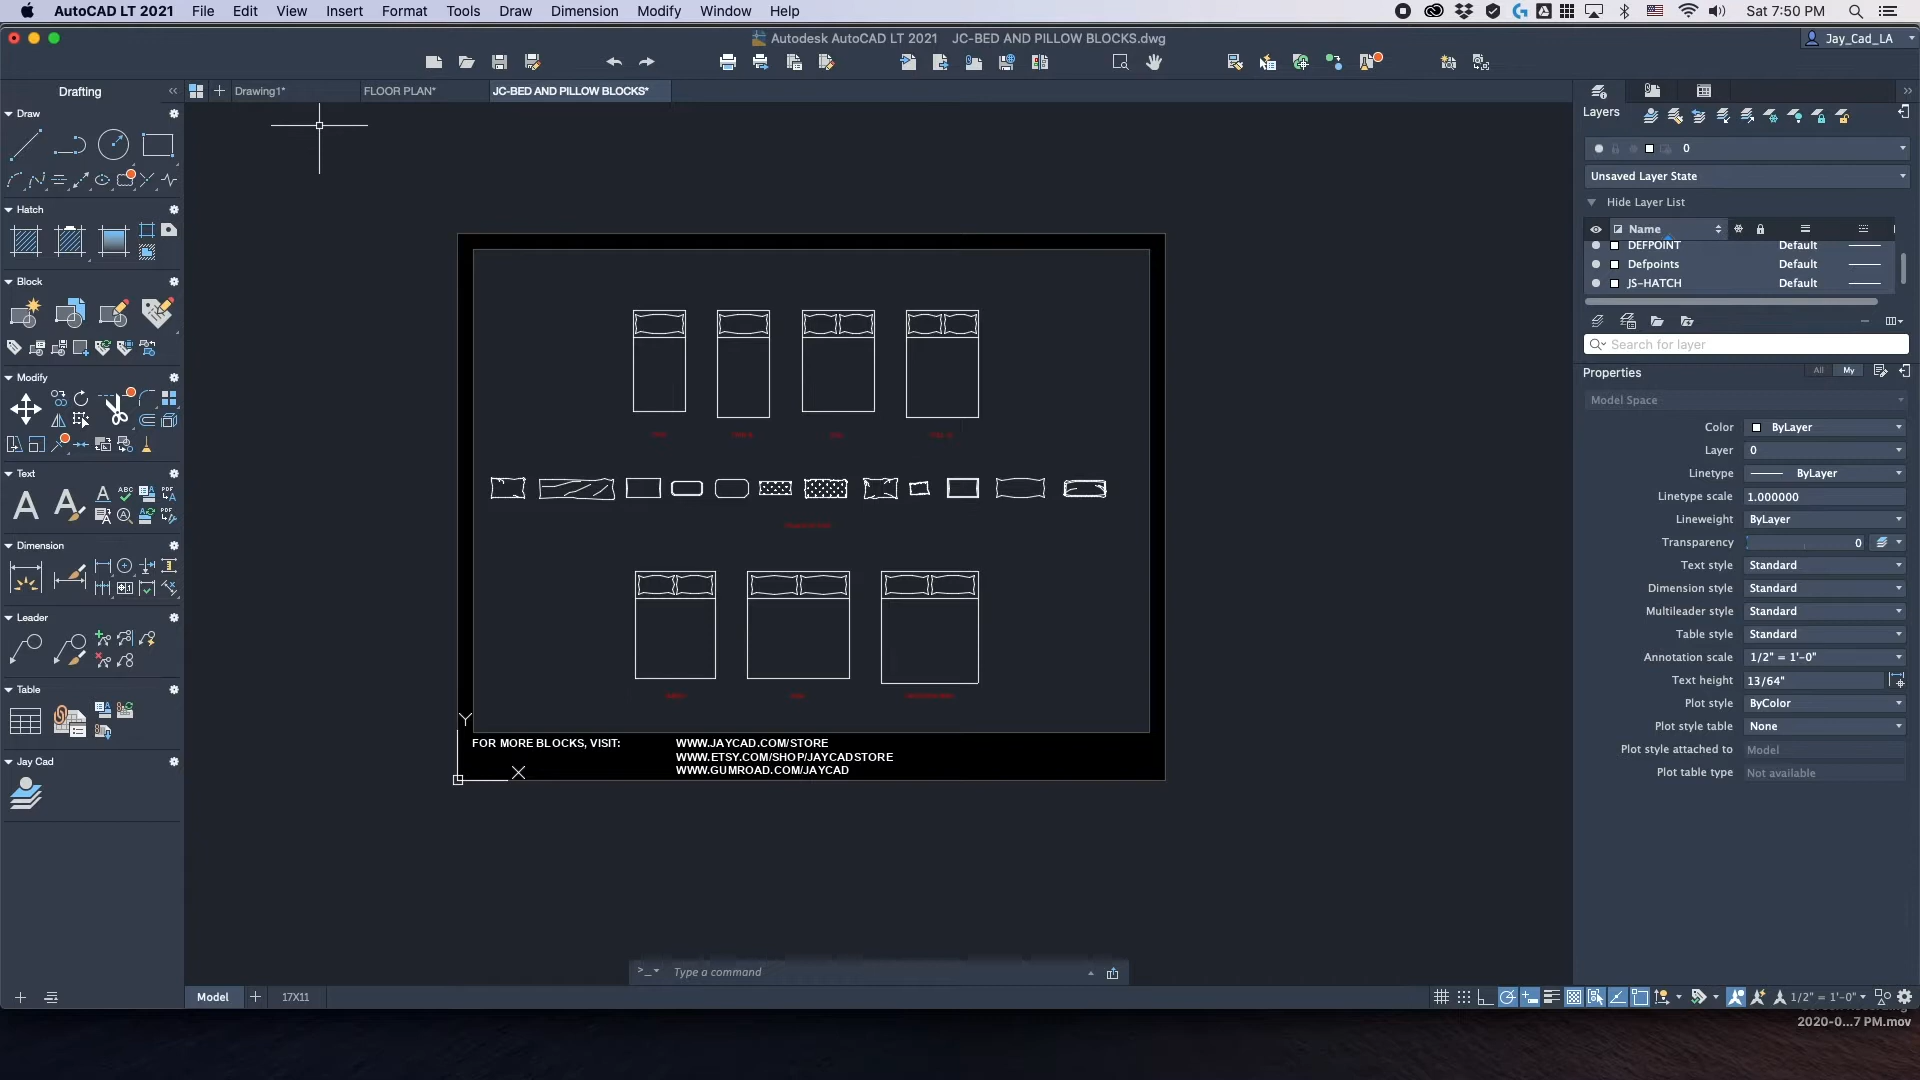 AutoCAD LT 2021 File Edit View Insert Format Tools Draw Dimension Modify Window Help Sat 7:50 PM
Autodesk AutoCAD LT 2021 JC-BED AND PILLOW BLOCKS.dwg
Jay_Cad_LA
Drafting
Drawing1*
FLOOR PLAN*
JC-BED AND PILLOW BLOCKS*
Draw
Hatch
Block
Modify
Text
A
ABC
PDF
Dimension
Leader
Table
Jay Cad
Y
X
FOR MORE BLOCKS, VISIT:
WWW.JAYCAD.COM/STORE
WWW.ETSY.COM/SHOP/JAYCADSTORE
WWW.GUMROAD.COM/JAYCAD
>_ Type a command
Model
17X11
Layers
0
Unsaved Layer State
Hide Layer List
Name
DEFPOINT Default
Defpoints Default
JS-HATCH Default
Search for layer
Properties All My
Model Space
Color ByLayer
Layer 0
Linetype ByLayer
Linetype scale 1.000000
Lineweight ByLayer
Transparency 0
Text style Standard
Dimension style Standard
Multileader style Standard
Table style Standard
Annotation scale 1/2" = 1'-0"
Text height 13/64"
Plot style ByColor
Plot style table None
Plot style attached to Model
Plot table type Not available
1/2" = 1'-0"
2020-0...7 PM.mov